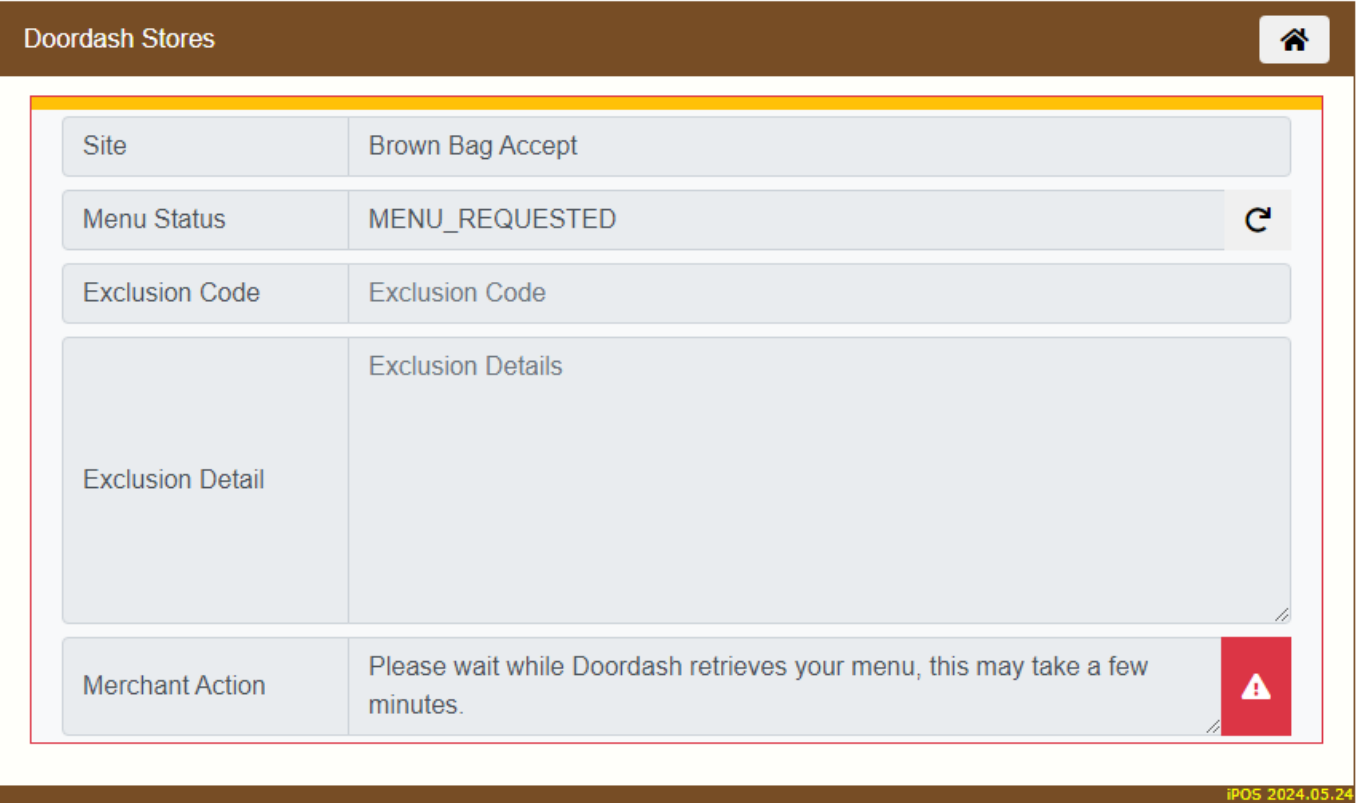 Doordash Stores
Site
Brown Bag Accept
Menu Status
MENU_REQUESTED
Exclusion Code
Exclusion Code
Exclusion Detail
Exclusion Details
Merchant Action
Please wait while Doordash retrieves your menu, this may take a few
minutes.
iPOS 2024.05.24